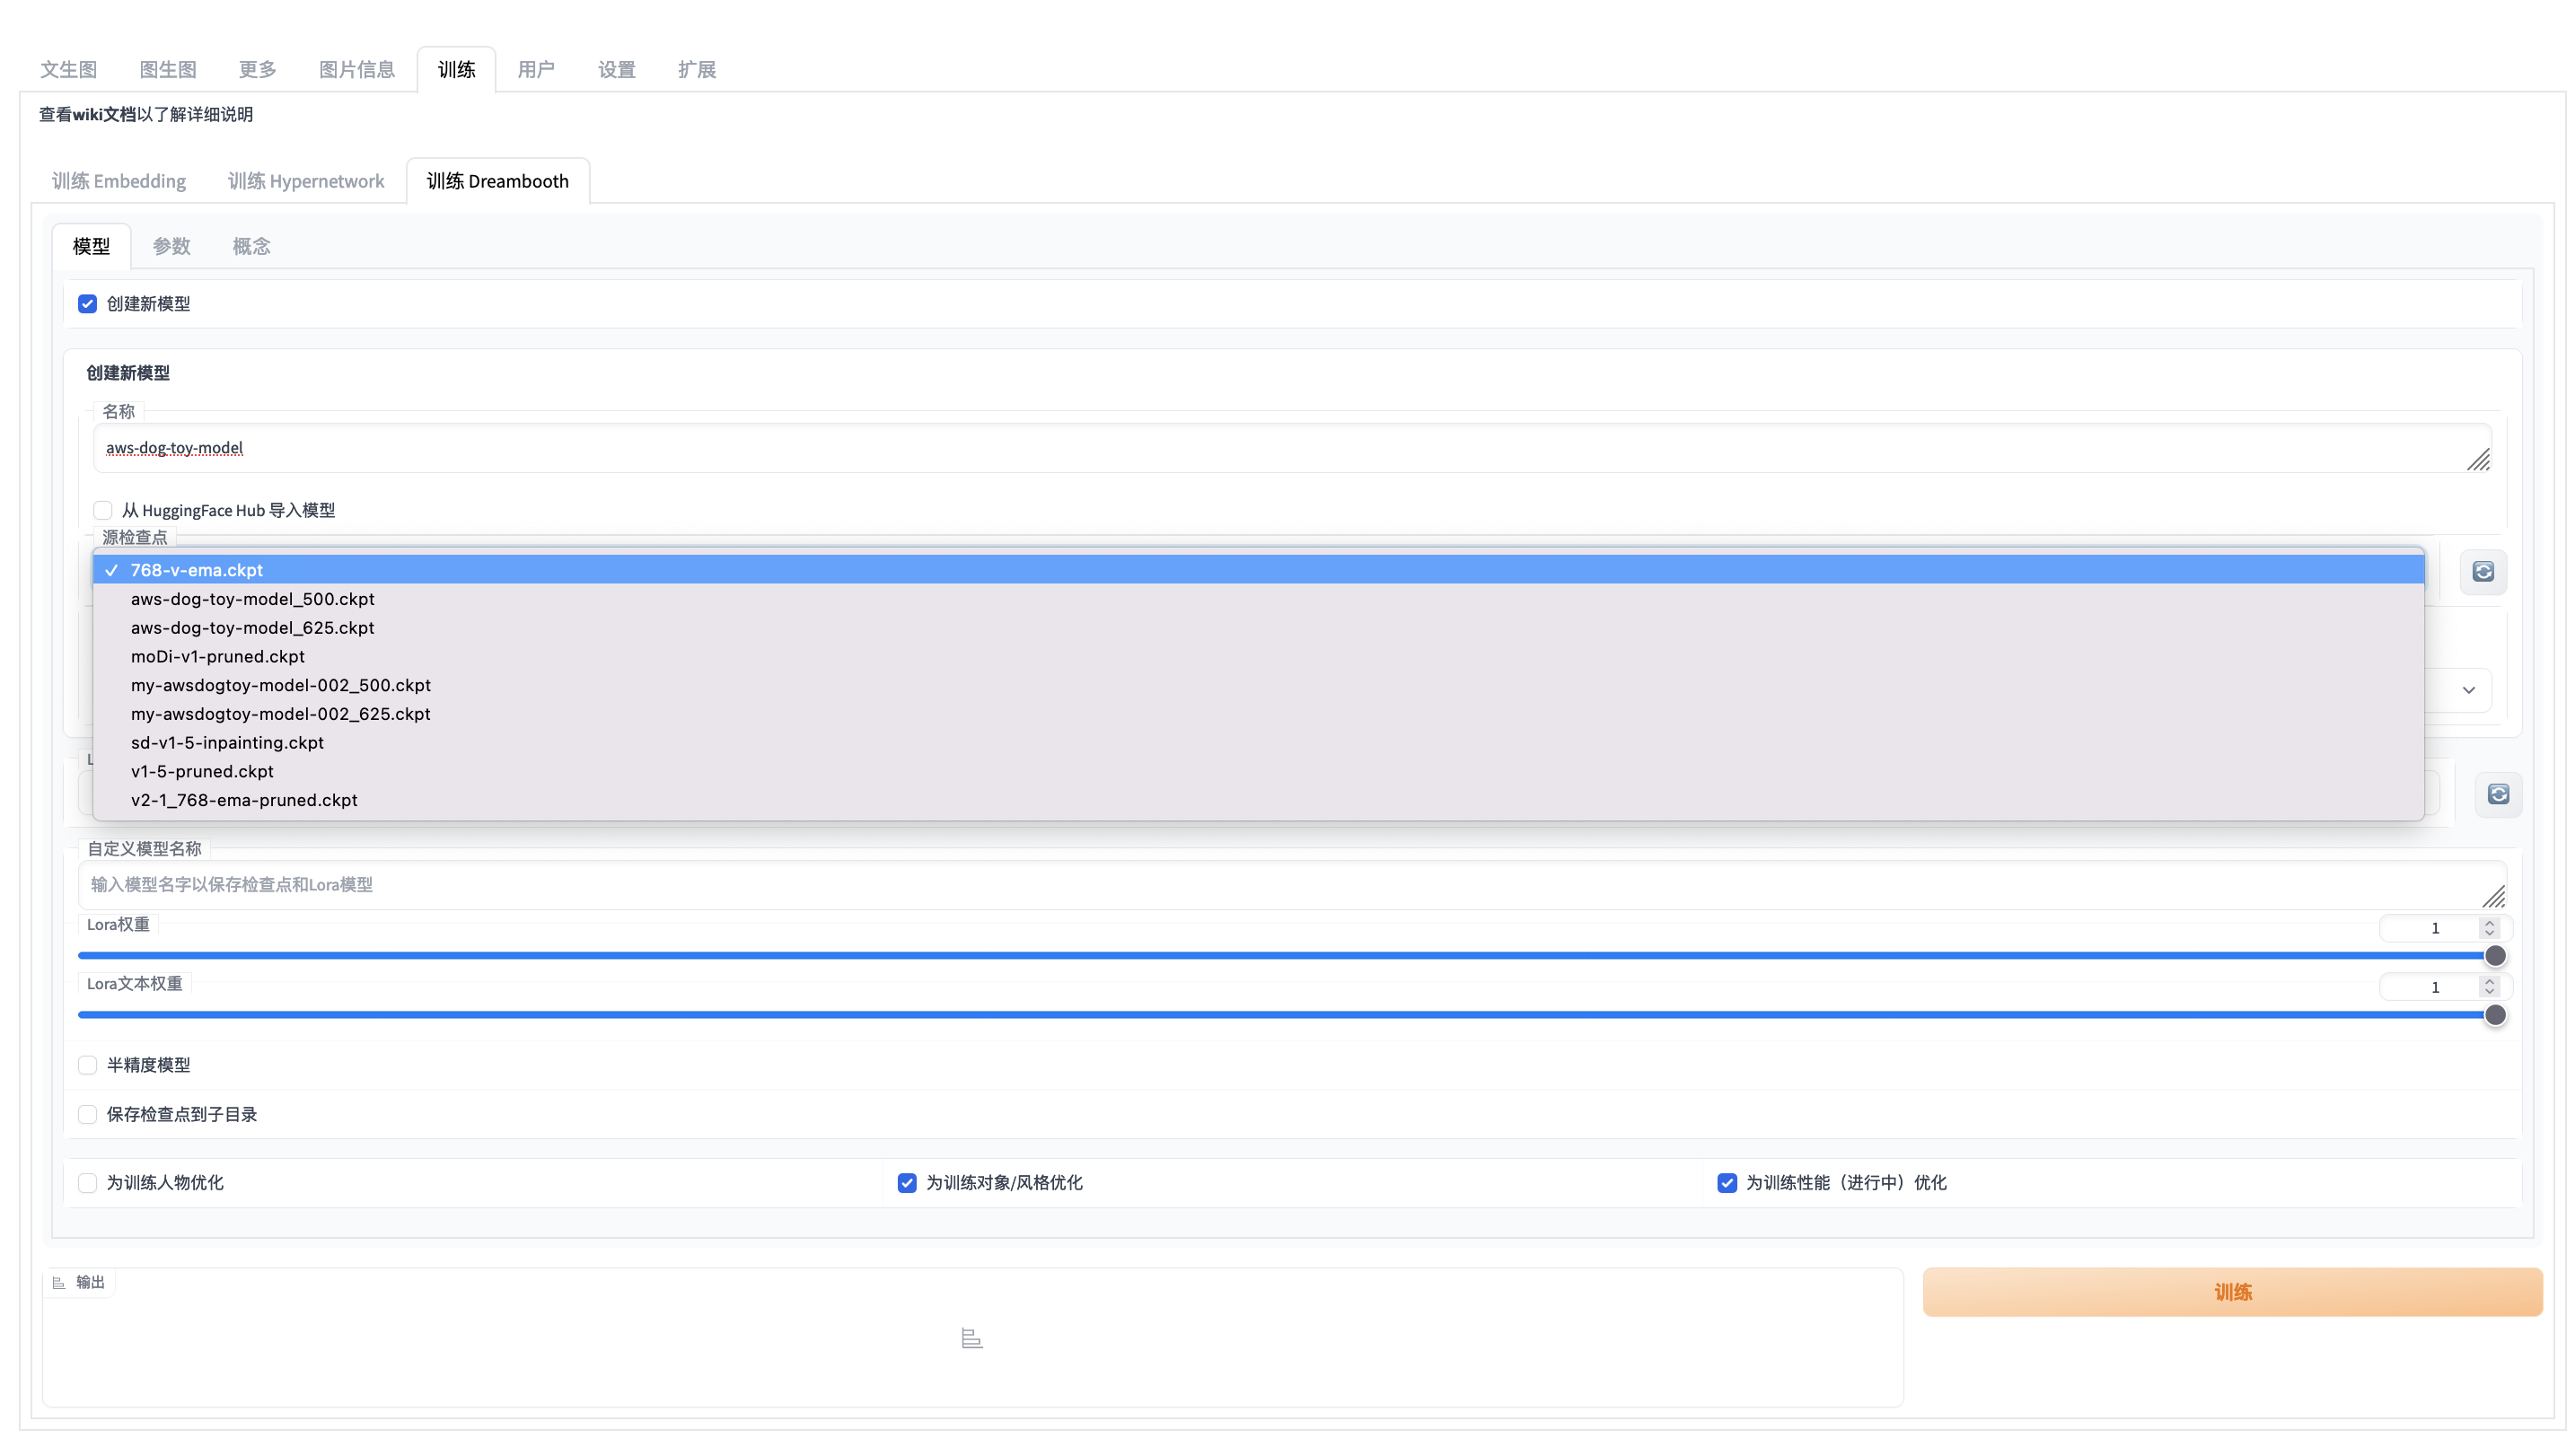 文生图 图生图 更多 图片信息 训练 用户 设置 扩展
查看wiki文档以了解详细说明
训练 Embedding 训练 Hypernetwork 训练 Dreambooth
模型 参数 概念
创建新模型
创建新模型
名称
aws-dog-toy-model
从 HuggingFace Hub 导入模型
源检查点
768-v-ema.ckpt
aws-dog-toy-model_500.ckpt
aws-dog-toy-model_625.ckpt
moDi-v1-pruned.ckpt
my-awsdogtoy-model-002_500.ckpt
my-awsdogtoy-model-002_625.ckpt
sd-v1-5-inpainting.ckpt
v1-5-pruned.ckpt
v2-1_768-ema-pruned.ckpt
自定义模型名称
输入模型名字以保存检查点和Lora模型
Lora权重 1
Lora文本权重 1
半精度模型
保存检查点到子目录
为训练人物优化 为训练对象/风格优化 为训练性能（进行中）优化
输出
训练